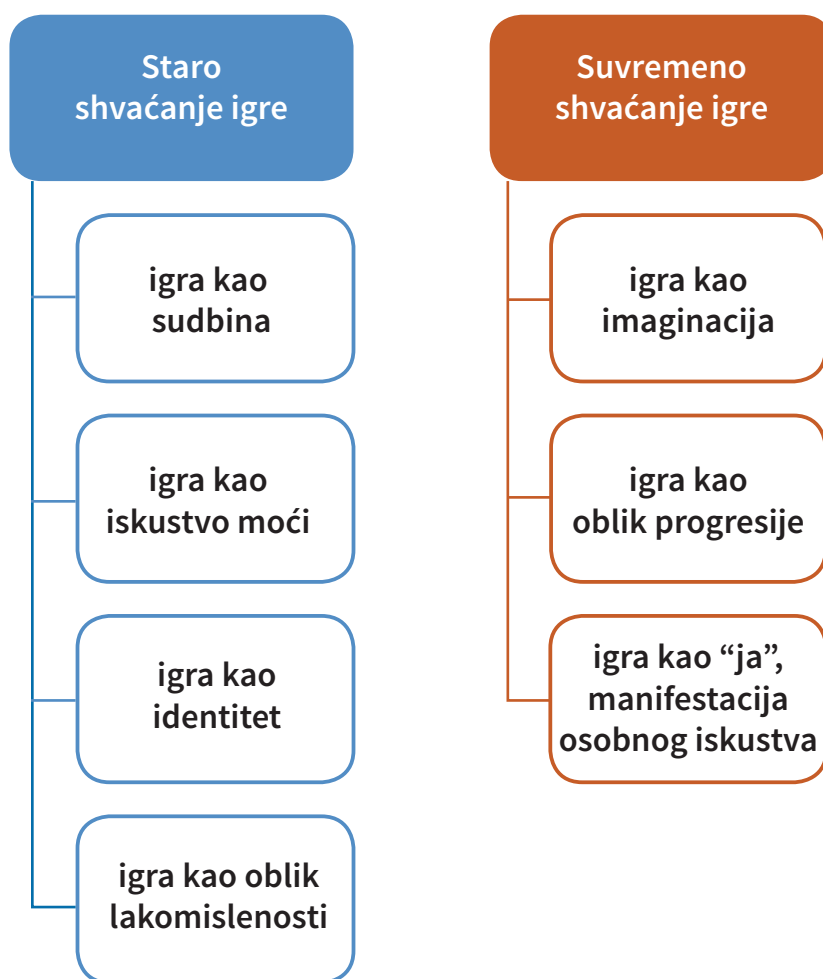 Staro
shvaćanje igre
igra kao
sudbina
igra kao
iskustvo moći
igra kao
identitet
igra kao oblik
lakomislenosti
Suvremeno
shvaćanje igre
igra kao
imaginacija
igra kao
oblik progresije
igra kao “ja”,
manifestacija
osobnog iskustva